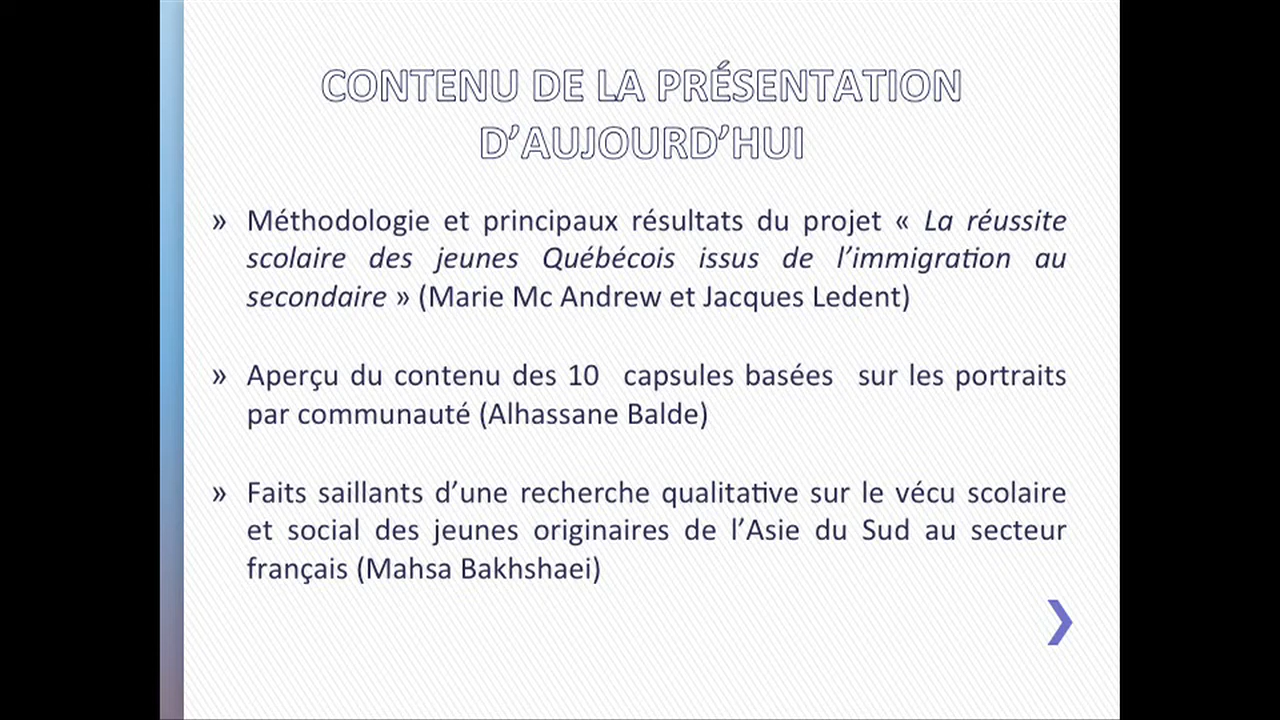 CONTENU DE LA PRÉSENTATION
D’AUJOURD’HUI
» Méthodologie et principaux résultats du projet « La réussite
scolaire des jeunes Québécois issus de l’immigration au
secondaire » (Marie Mc Andrew et Jacques Ledent)
» Aperçu du contenu des 10 capsules basées sur les portraits
par communauté (Alhassane Balde)
» Faits saillants d’une recherche qualitative sur le vécu scolaire
et social des jeunes originaires de l’Asie du Sud au secteur
français (Mahsa Bakhshaei)